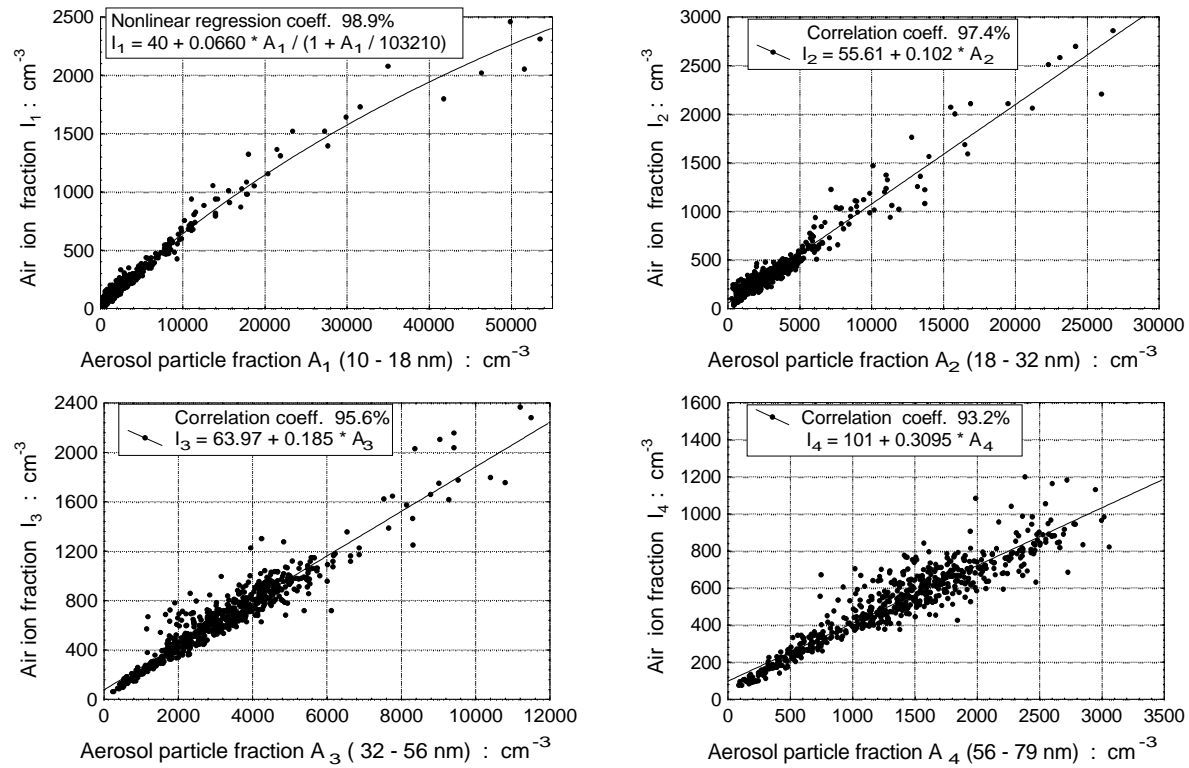 Nonlinear regression coeff. 98.9%
I1 = 40 + 0.0660 * A1 / (1 + A1 / 103210)
2500
2000
1500
1000
500
0
Air ion fraction I1 : cm-3
0 10000 20000 30000 40000 50000
Aerosol particle fraction A1 (10 - 18 nm) : cm-3
Correlation coeff. 97.4%
I2 = 55.61 + 0.102 * A2
3000
2500
2000
1500
1000
500
0
Air ion fraction I2 : cm-3
0 5000 10000 15000 20000 25000 30000
Aerosol particle fraction A2 (18 - 32 nm) : cm-3
Correlation coeff. 95.6%
I3 = 63.97 + 0.185 * A3
2400
2000
1600
1200
800
400
0
Air ion fraction I3 : cm-3
0 2000 4000 6000 8000 10000 12000
Aerosol particle fraction A3 ( 32 - 56 nm) : cm-3
Correlation coeff. 93.2%
I4 = 101 + 0.3095 * A4
1600
1400
1200
1000
800
600
400
200
0
Air ion fraction I4 : cm-3
0 500 1000 1500 2000 2500 3000 3500
Aerosol particle fraction A4 (56 - 79 nm) : cm-3